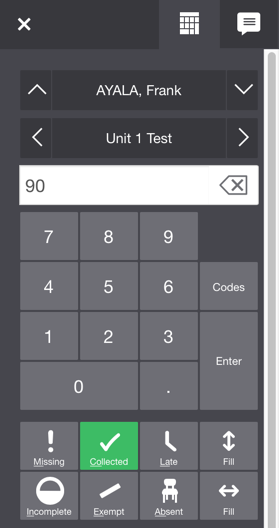 AYALA, Frank
Unit 1 Test
90
7 8 9
4 5 6 Codes
1 2 3
Enter
0 .
Missing Collected Late Fill
Incomplete Exempt Absent Fill